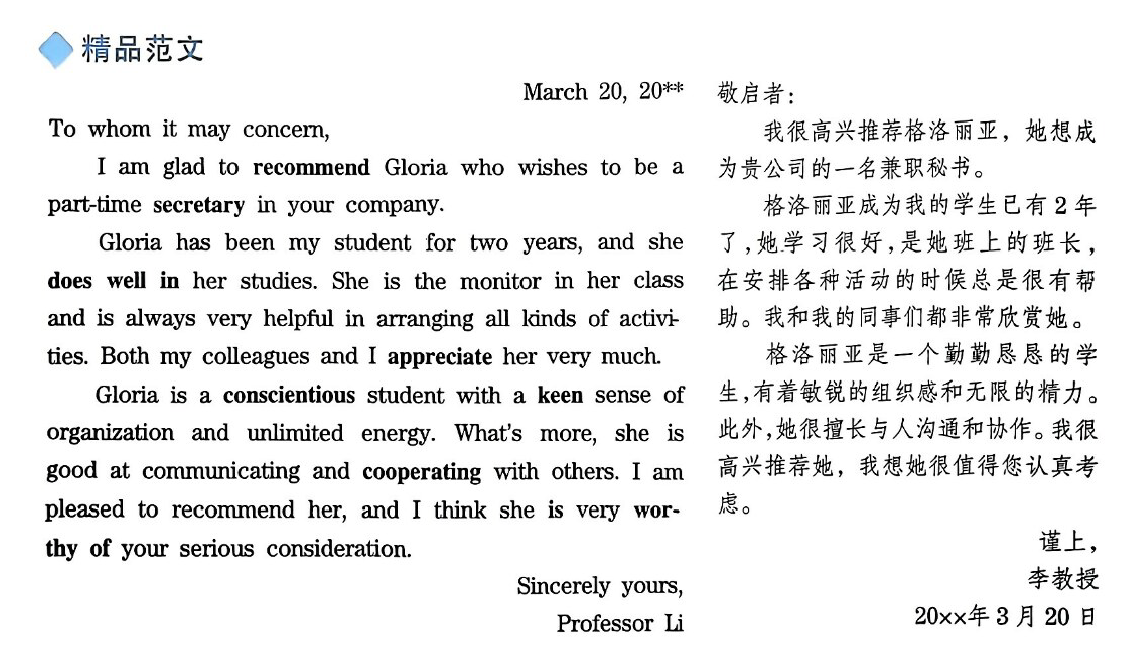 精品范文
March 20, 20**
To whom it may concern,
I am glad to recommend Gloria who wishes to be a
part-time secretary in your company.
Gloria has been my student for two years, and she
does well in her studies. She is the monitor in her class
and is always very helpful in arranging all kinds of activi-
ties. Both my colleagues and I appreciate her very much.
Gloria is a conscientious student with a keen sense of
organization and unlimited energy. What's more, she is
good at communicating and cooperating with others. I am
pleased to recommend her, and I think she is very wor-
thy of your serious consideration.
Sincerely yours,
Professor Li
敬启者:
我很高兴推荐格洛丽亚，她想成
为贵公司的一名兼职秘书。
格洛丽亚成为我的学生已有 2 年
了,她学习很好,是她班上的班长,
在安排各种活动的时候总是很有帮
助。我和我的同事们都非常欣赏她。
格洛丽亚是一个勤勤恳恳的学
生,有着敏锐的组织感和无限的精力。
此外,她很擅长与人沟通和协作。我很
高兴推荐她，我想她很值得您认真考
虑。
谨上,
李教授
20××年 3 月 20 日